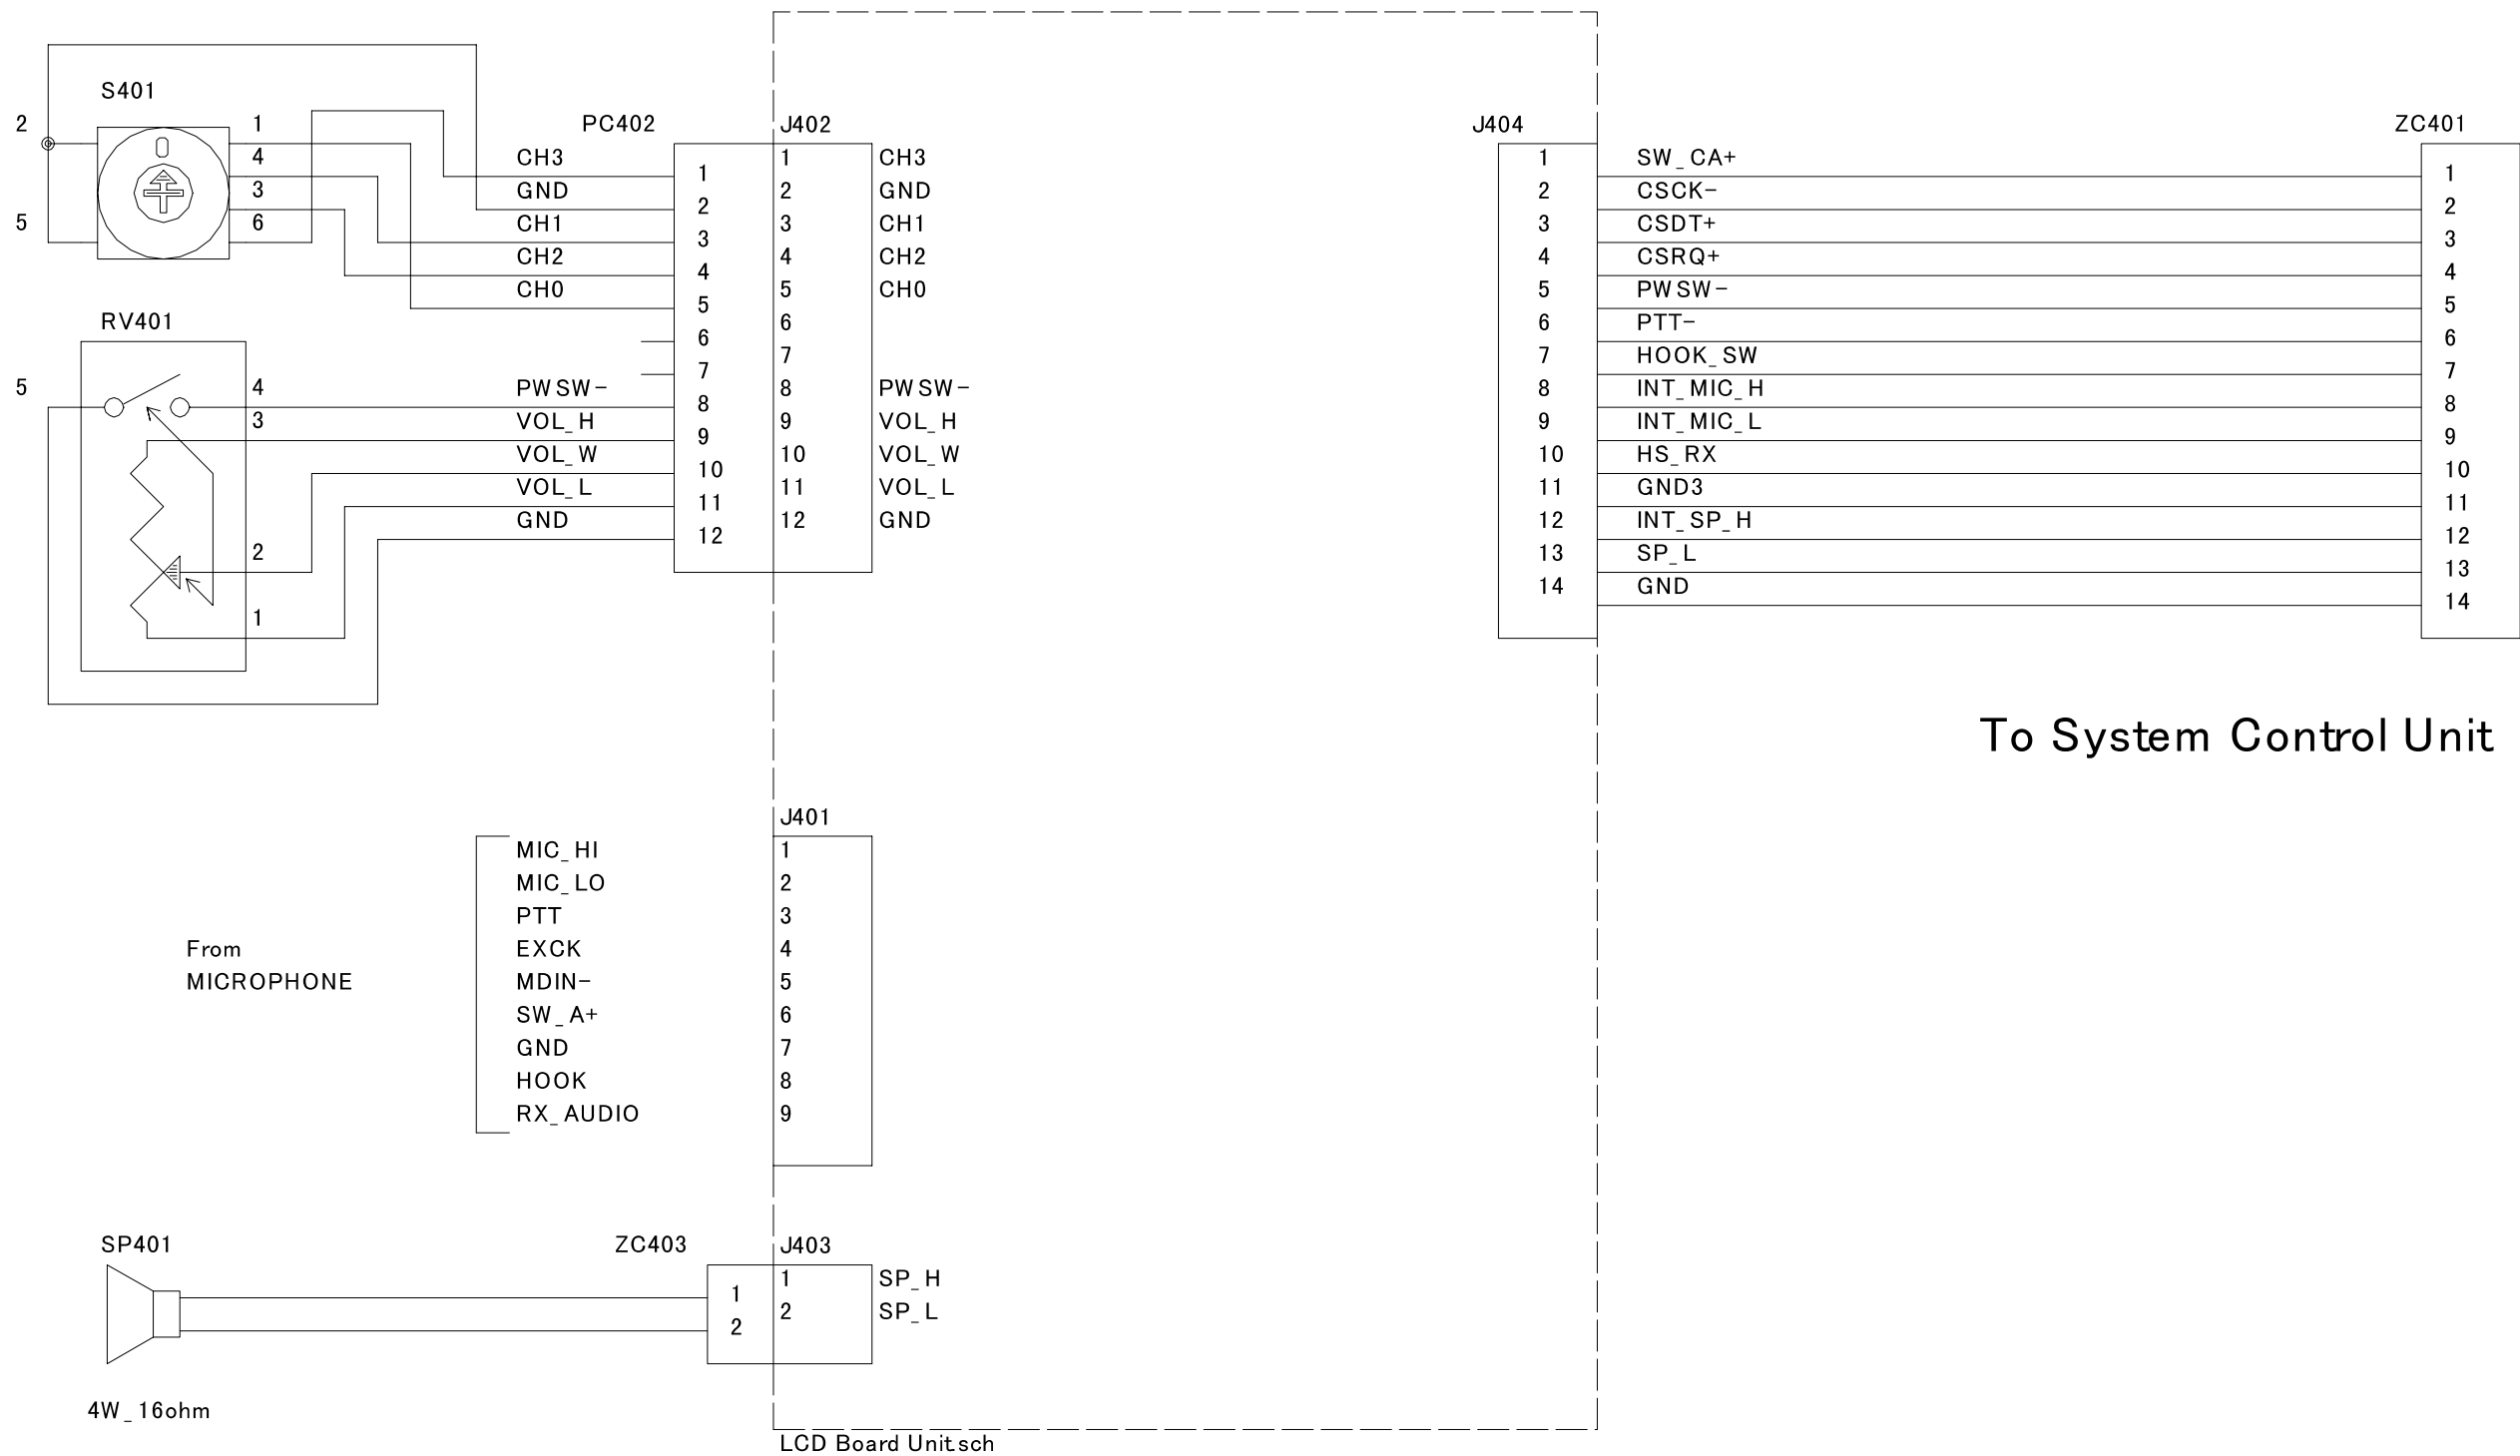 S401
2
5
1
4
3
6
RV401
5
4
3
2
1
PC402
CH3
GND
CH1
CH2
CH0
PWSW-
VOL_H
VOL_W
VOL_L
GND
1
2
3
4
5
6
7
8
9
10
11
12
J402
1 CH3
2 GND
3 CH1
4 CH2
5 CH0
6
7
8 PWSW-
9 VOL_H
10 VOL_W
11 VOL_L
12 GND
J404
1 SW_CA+
2 CSCK-
3 CSDT+
4 CSRQ+
5 PWSW-
6 PTT-
7 HOOK_SW
8 INT_MIC_H
9 INT_MIC_L
10 HS_RX
11 GND3
12 INT_SP_H
13 SP_L
14 GND
ZC401
1
2
3
4
5
6
7
8
9
10
11
12
13
14
To System Control Unit
J401
From
MICROPHONE
MIC_HI 1
MIC_LO 2
PTT 3
EXCK 4
MDIN- 5
SW_A+ 6
GND 7
HOOK 8
RX_AUDIO 9
SP401
4W_16ohm
ZC403
1
2
J403
1 SP_H
2 SP_L
LCD Board Unit.sch